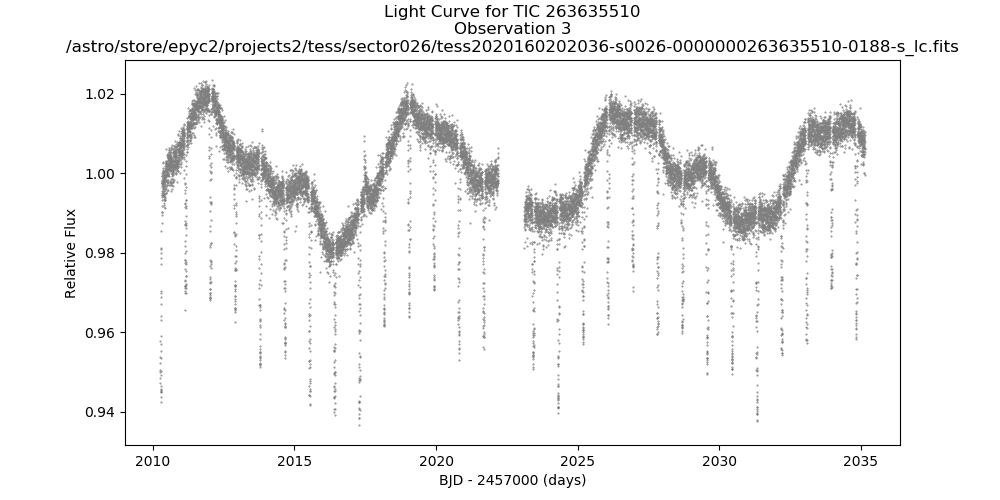 Light Curve for TIC 263635510
Observation 3
/astro/store/epyc2/projects2/tess/sector026/tess2020160202036-s0026-0000000263635510-0188-s_lc.fits
1.02
1.00
0.98
0.96
0.94
Relative Flux
2010
2015
2020
2025
2030
2035
BJD - 2457000 (days)